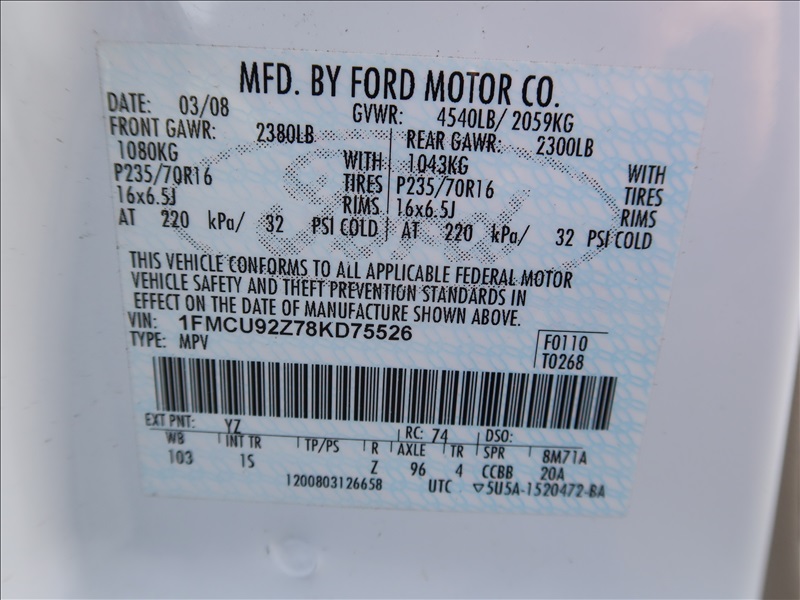 MFD. BY FORD MOTOR CO.
DATE: 03/08 GVWR: 4540LB/ 2059KG
FRONT GAWR: 2380LB REAR GAWR: 2300LB
1080KG WITH 1043KG WITH
P235/70R16 TIRES P235/70R16 TIRES
16x6.5J RIMS 16x6.5J RIMS
AT 220 kPa/ 32 PSI COLD AT 220 kPa/ 32 PSI COLD
THIS VEHICLE CONFORMS TO ALL APPLICABLE FEDERAL MOTOR
VEHICLE SAFETY AND THEFT PREVENTION STANDARDS IN
EFFECT ON THE DATE OF MANUFACTURE SHOWN ABOVE.
VIN: 1FMCU92Z78KD75526 F0110
TYPE: MPV T0268
EXT PNT: YZ RC: 74 DSO:
WB INT TR TP/PS R AXLE TR SPR 8M71A
103 1S Z 96 4 CCBB 20A
1200803126658 UTC ▽5U5A-1520472-BA